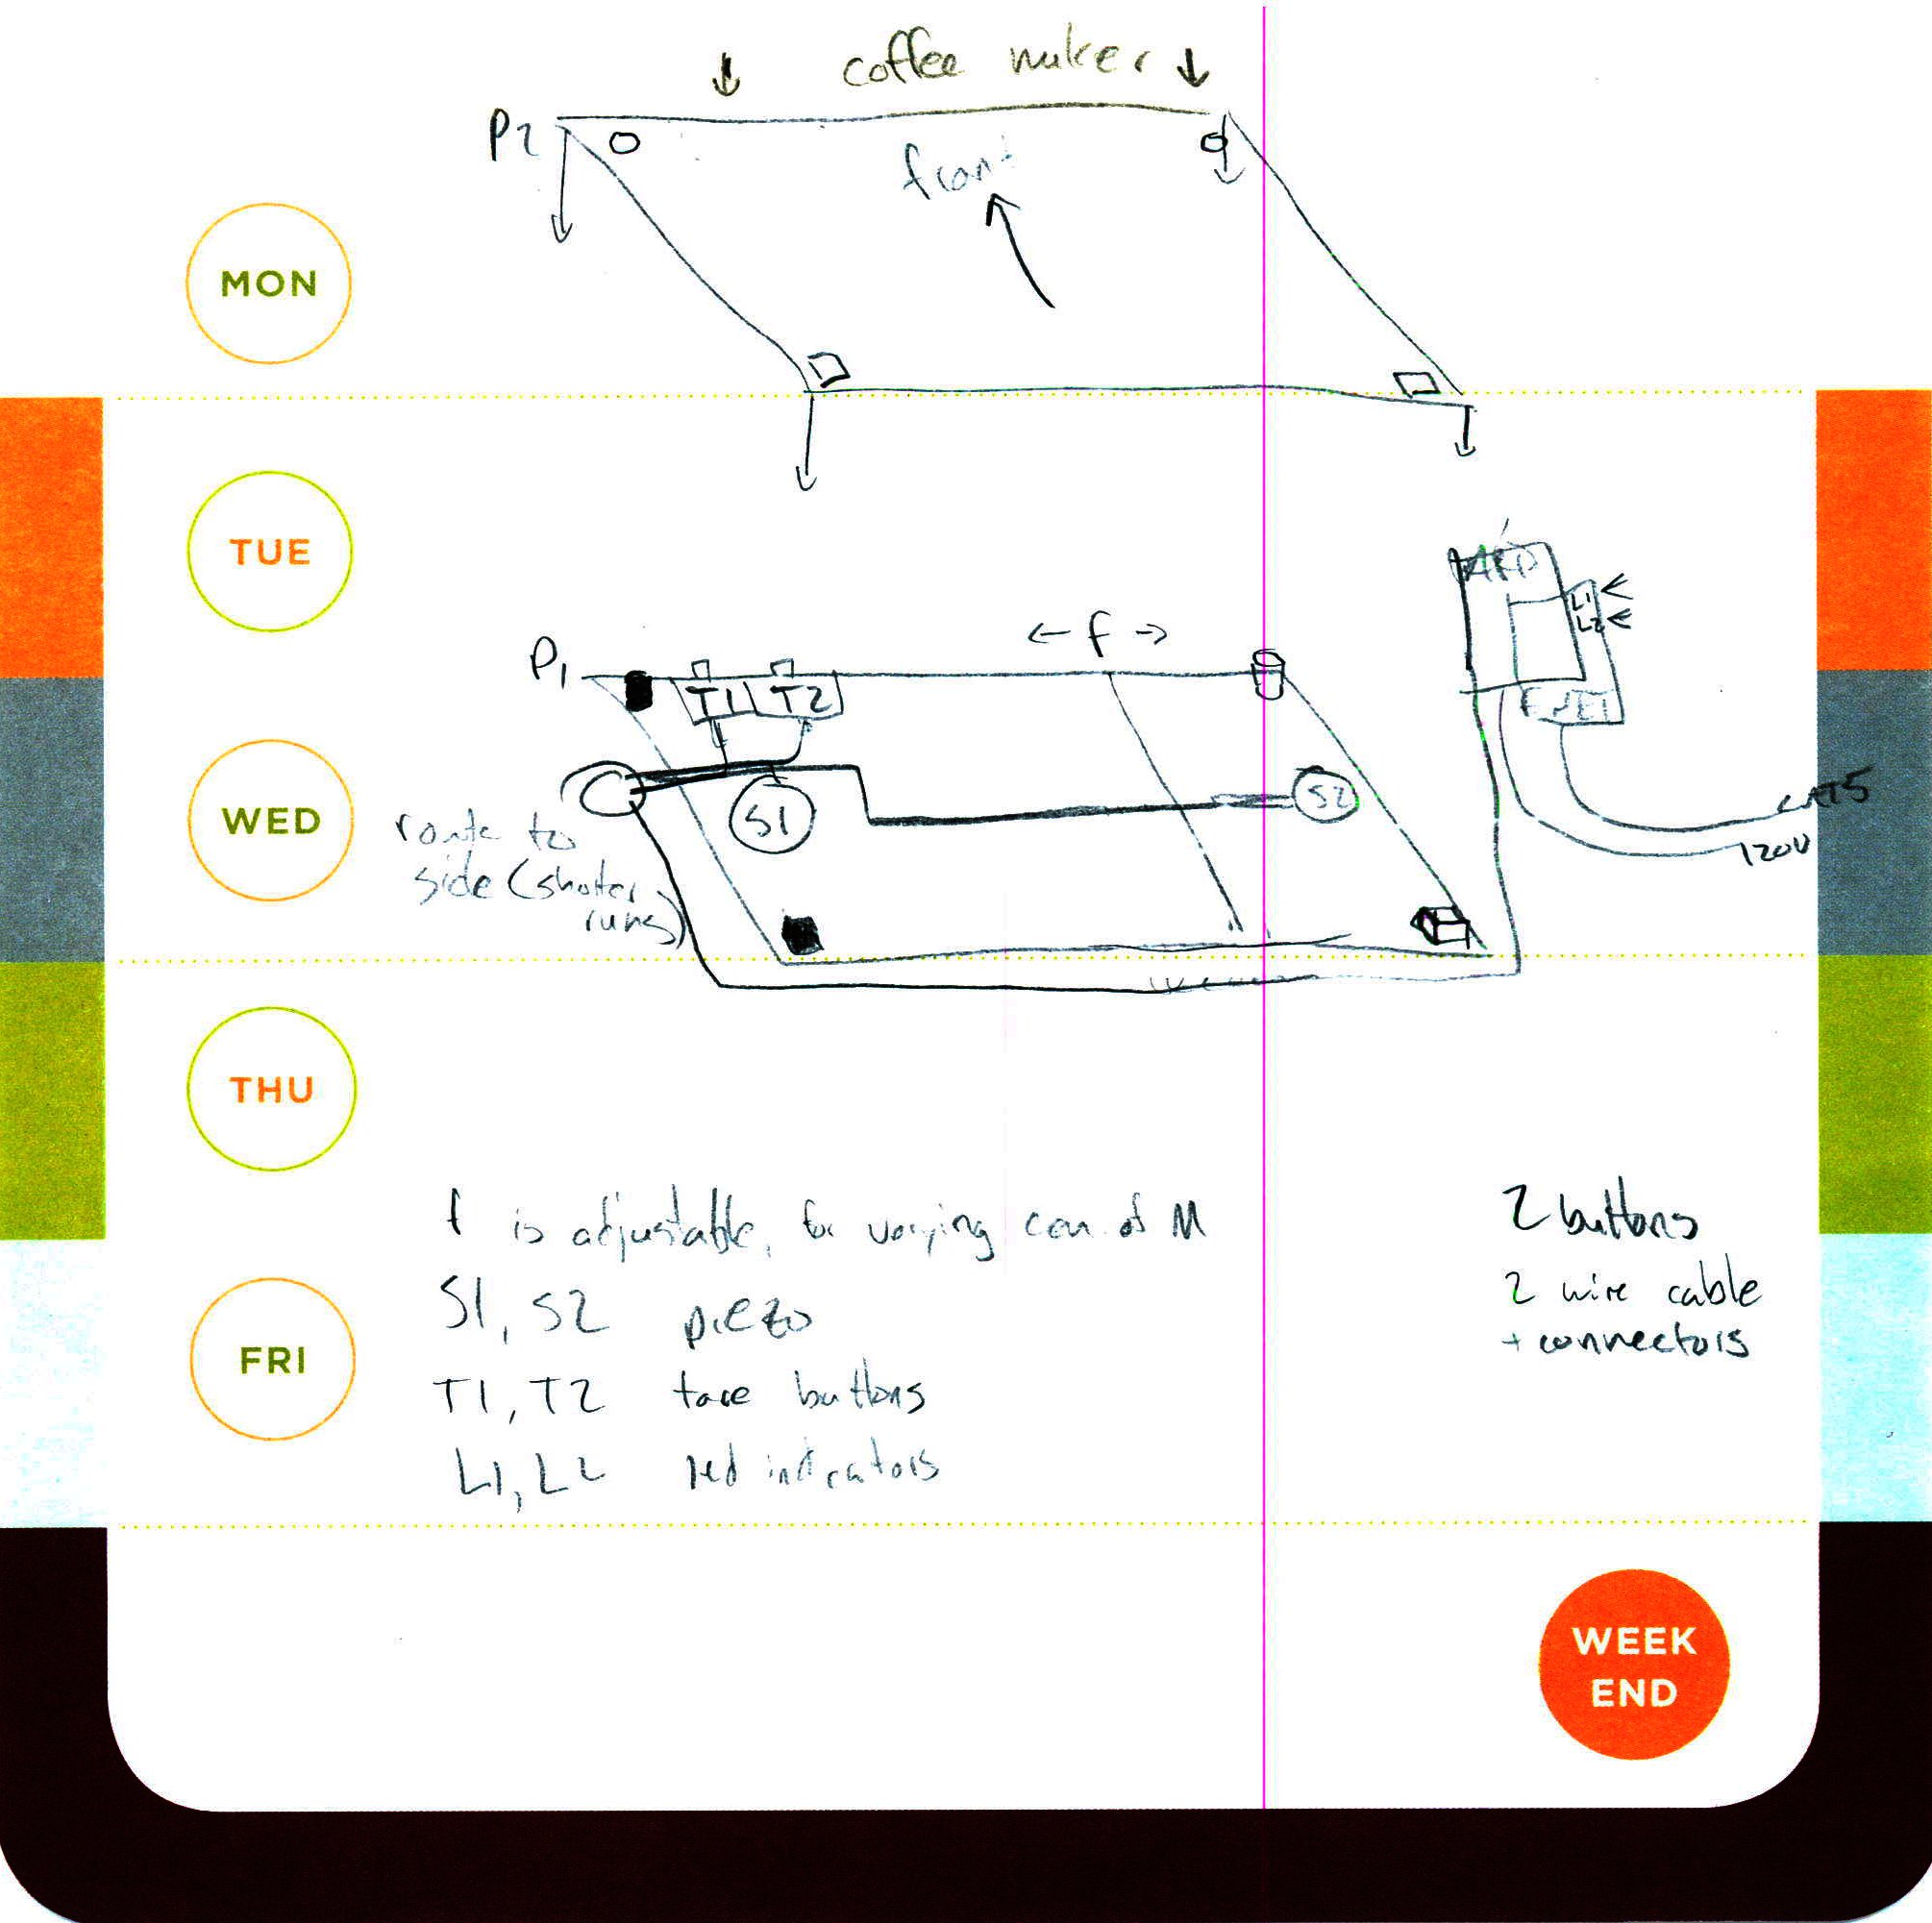 ↓ coffee maker ↓
P2
front
MON
TUE
L1
L2
P1
← f →
T1 T2
ENET
S1
S2
WED
CAT5
120V
route to
side (shorter
runs)
THU
f is adjustable, for varying cen. of M
2 buttons
S1, S2 piezo
2 wire cable
+ connectors
FRI
T1, T2 tare buttons
L1, L2 led indicators
WEEK
END